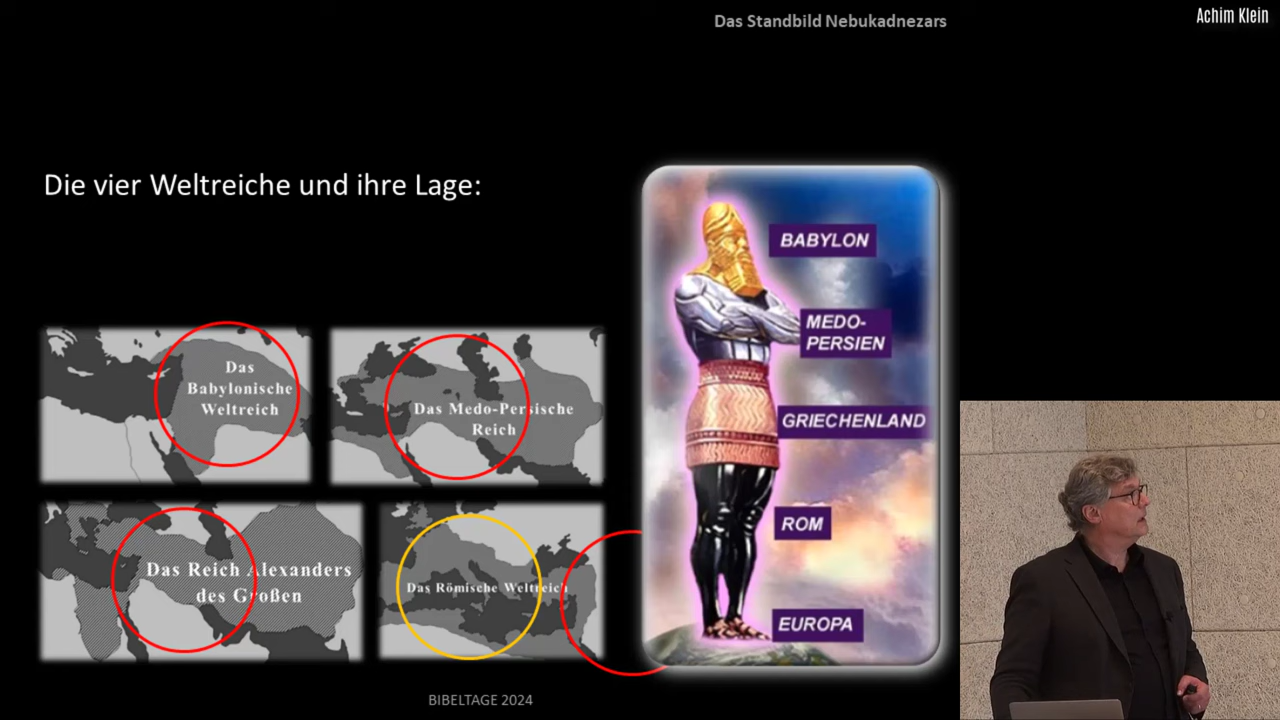 Das Standbild Nebukadnezars
Achim Klein
Die vier Weltreiche und ihre Lage:
Das
Babylonische
Weltreich
Das Medo-Persische
Reich
Das Reich Alexanders
des Großen
Das Römische Weltreich
BABYLON
MEDO-
PERSIEN
GRIECHENLAND
ROM
EUROPA
BIBELTAGE 2024